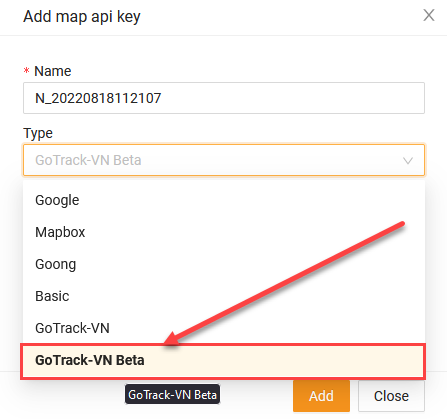 Add map api key
* Name
N_20220818112107
Type
GoTrack-VN Beta
Google
Mapbox
Goong
Basic
GoTrack-VN
GoTrack-VN Beta
GoTrack-VN Beta
Add
Close